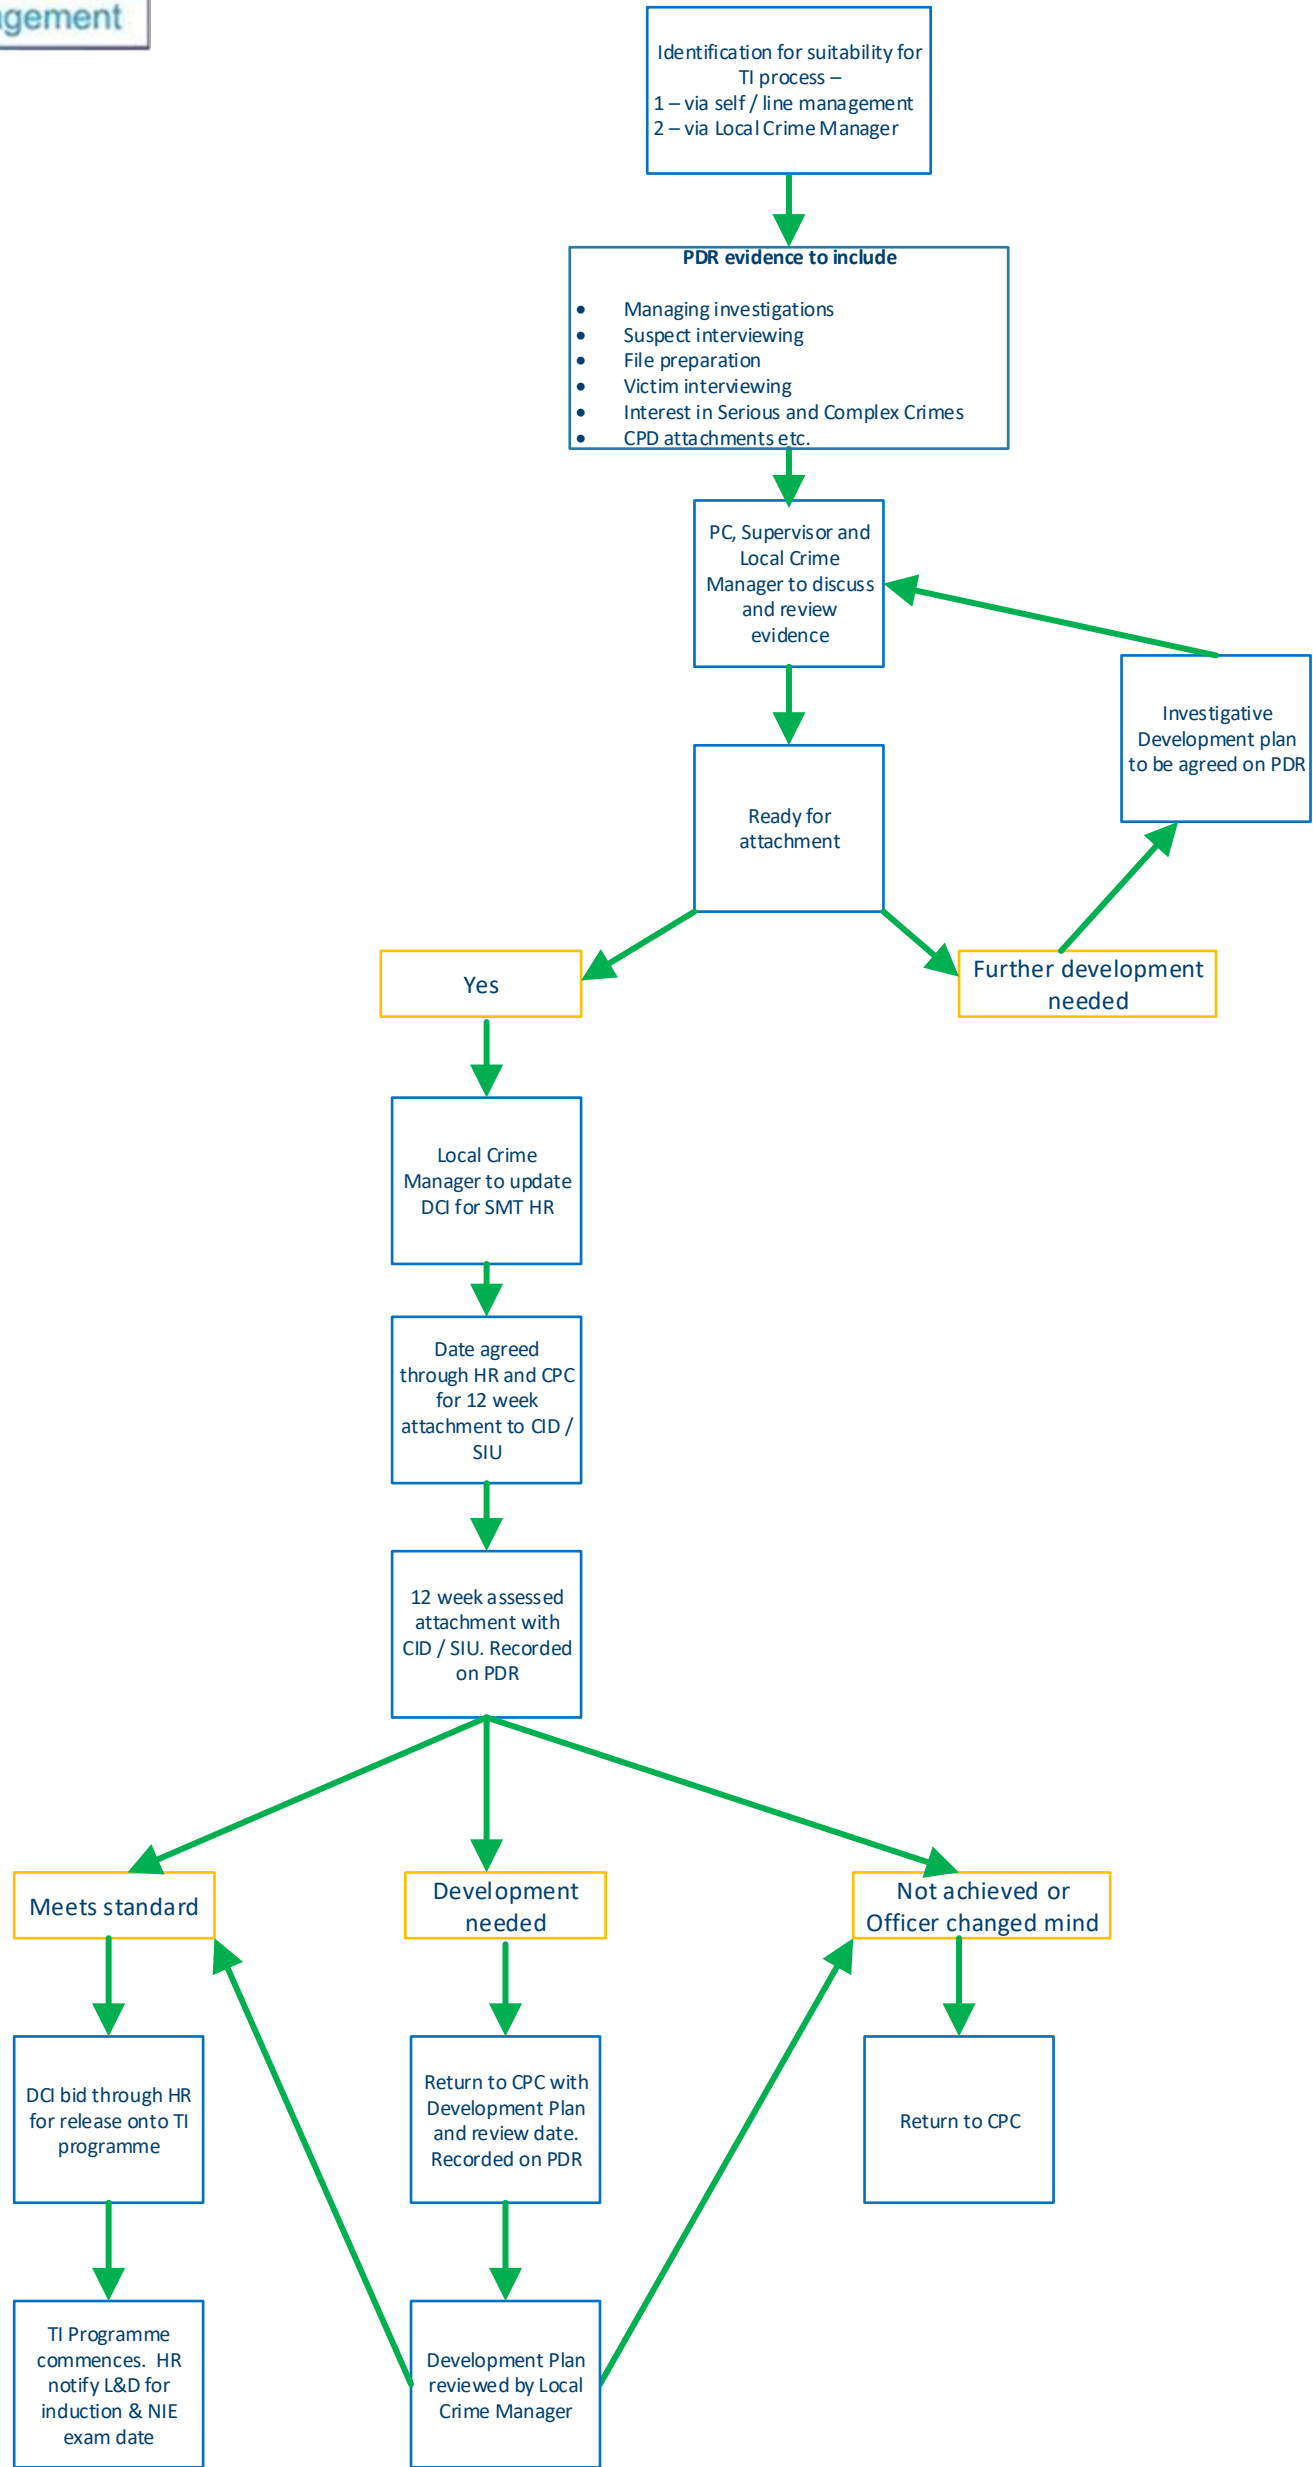 Identification for suitability for
TI process –
1 – via self / line management
2 – via Local Crime Manager
PDR evidence to include
• Managing investigations
• Suspect interviewing
• File preparation
• Victim interviewing
• Interest in Serious and Complex Crimes
• CPD attachments etc.
PC, Supervisor and
Local Crime
Manager to discuss
and review
evidence
Investigative
Development plan
to be agreed on PDR
Ready for
attachment
Yes
Further development
needed
Local Crime
Manager to update
DCI for SMT HR
Date agreed
through HR and CPC
for 12 week
attachment to CID /
SIU
12 week assessed
attachment with
CID / SIU. Recorded
on PDR
Meets standard
Development
needed
Not achieved or
Officer changed mind
DCI bid through HR
for release onto TI
programme
Return to CPC with
Development Plan
and review date.
Recorded on PDR
Return to CPC
TI Programme
commences.  HR
notify L&D for
induction & NIE
exam date
Development Plan
reviewed by Local
Crime Manager